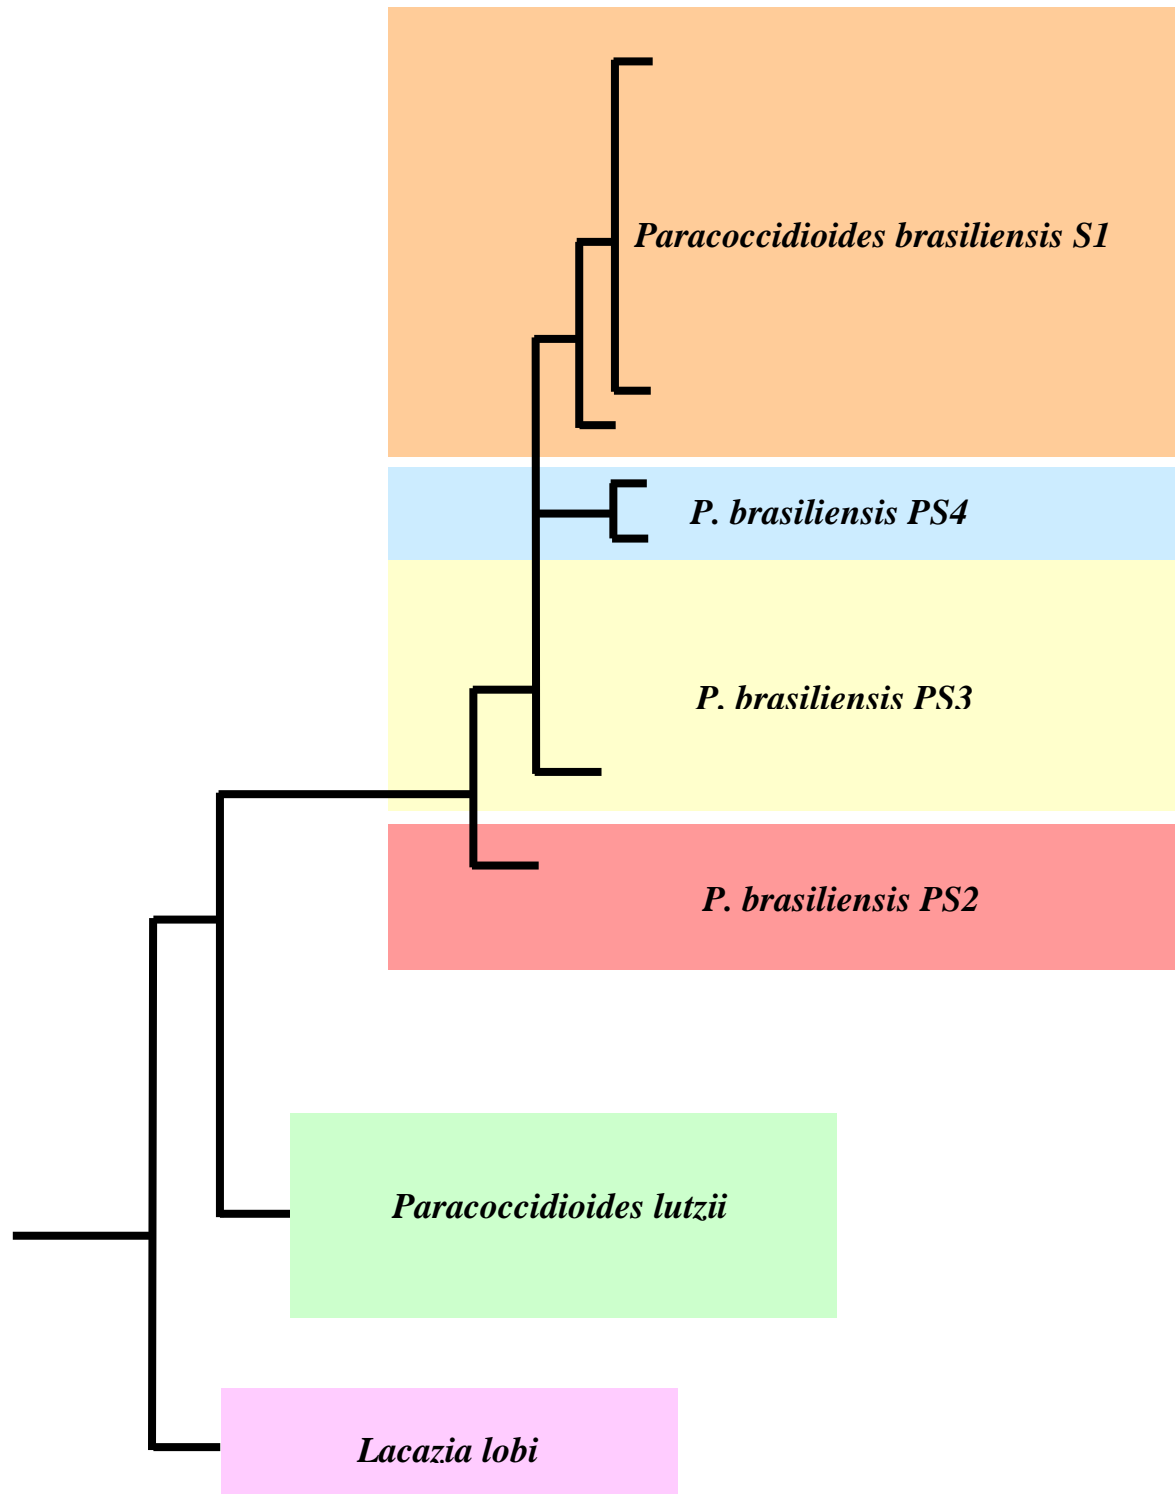 Paracoccidioides brasiliensis S1
P. brasiliensis PS4
P. brasiliensis PS3
P. brasiliensis PS2
Paracoccidioides lutzii
Lacazia lobi